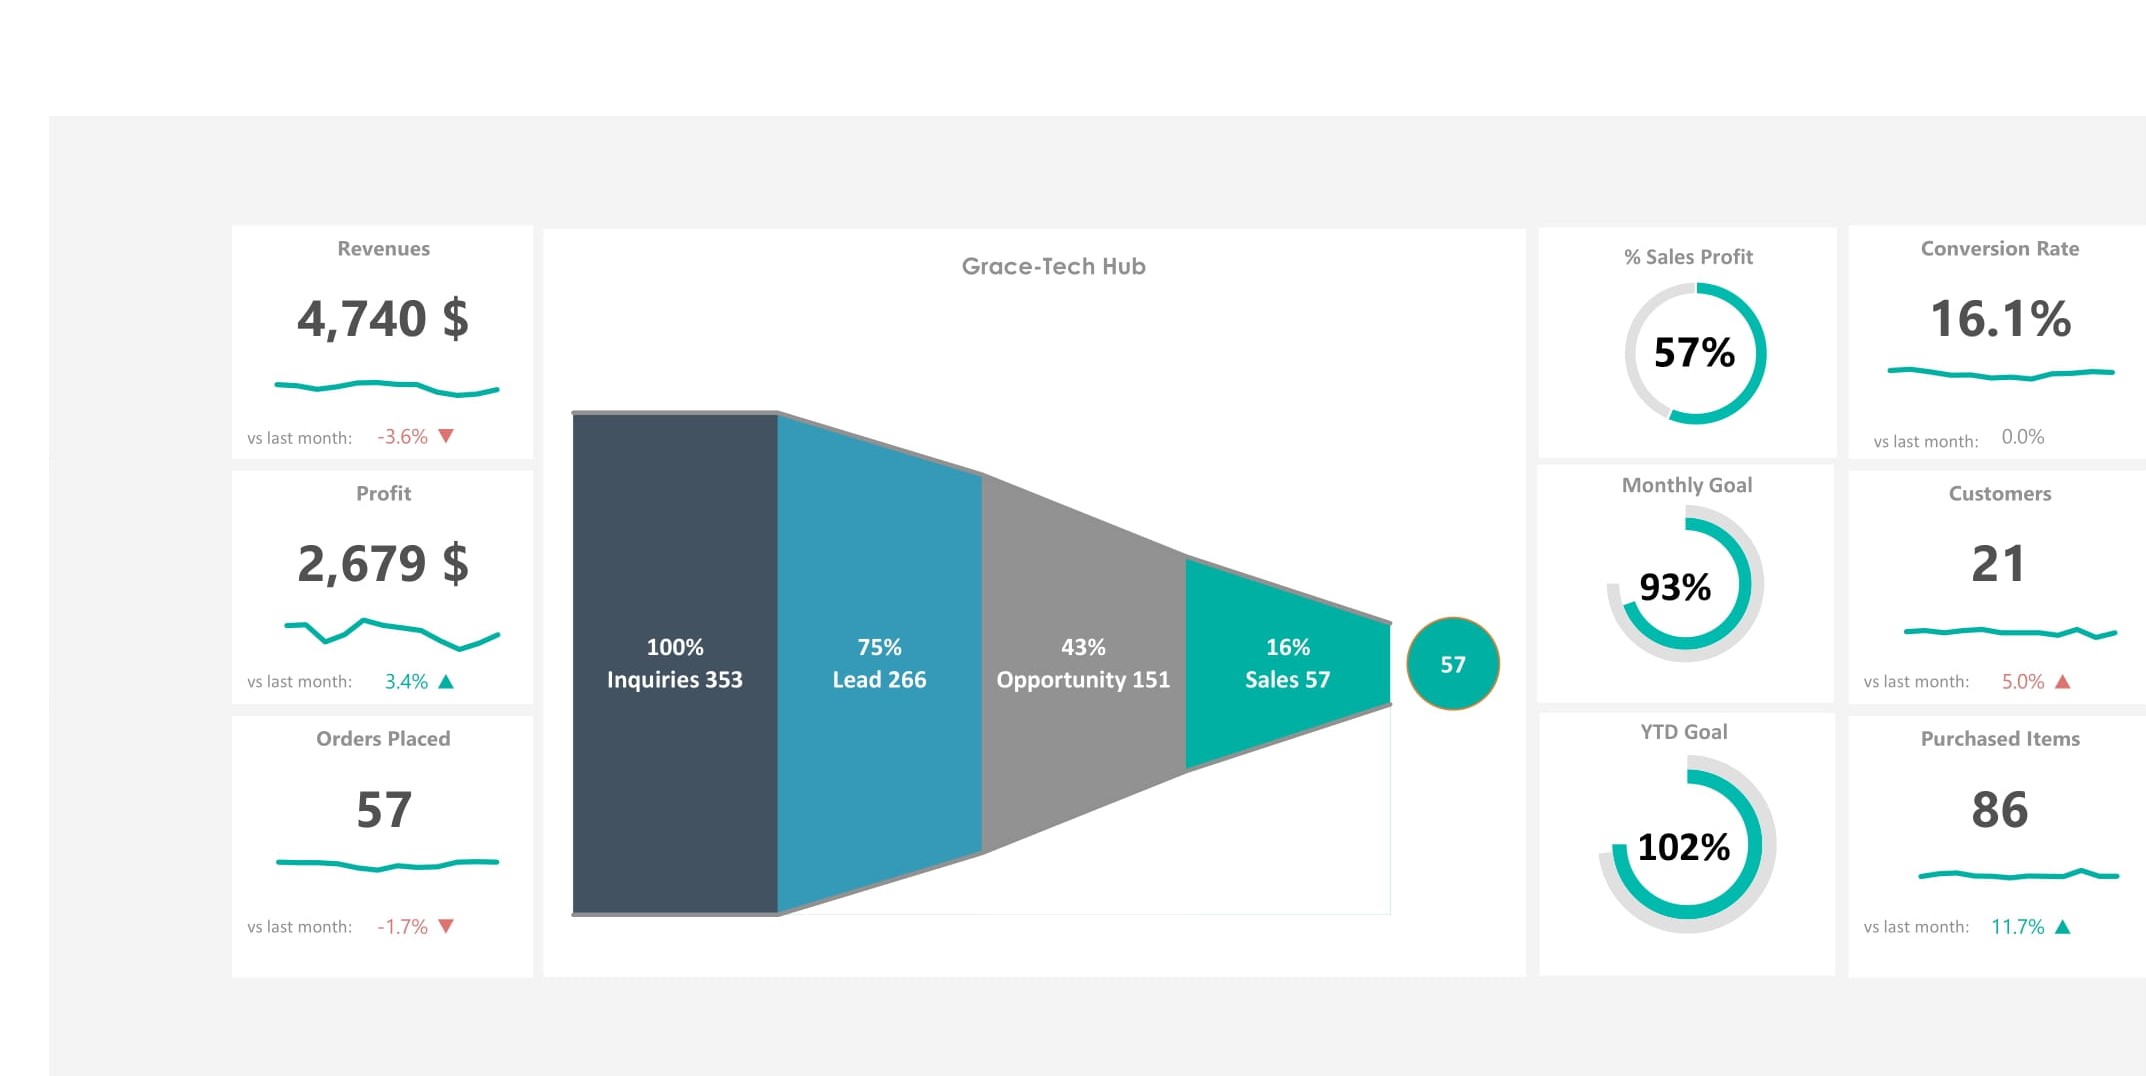 Revenues
4,740 $
vs last month: -3.6% ▼
Profit
2,679 $
vs last month: 3.4% ▲
Orders Placed
57
vs last month: -1.7% ▼
Grace-Tech Hub
100%
Inquiries 353
75%
Lead 266
43%
Opportunity 151
16%
Sales 57
57
% Sales Profit
57%
Monthly Goal
93%
YTD Goal
102%
Conversion Rate
16.1%
vs last month: 0.0%
Customers
21
vs last month: 5.0% ▲
Purchased Items
86
vs last month: 11.7% ▲